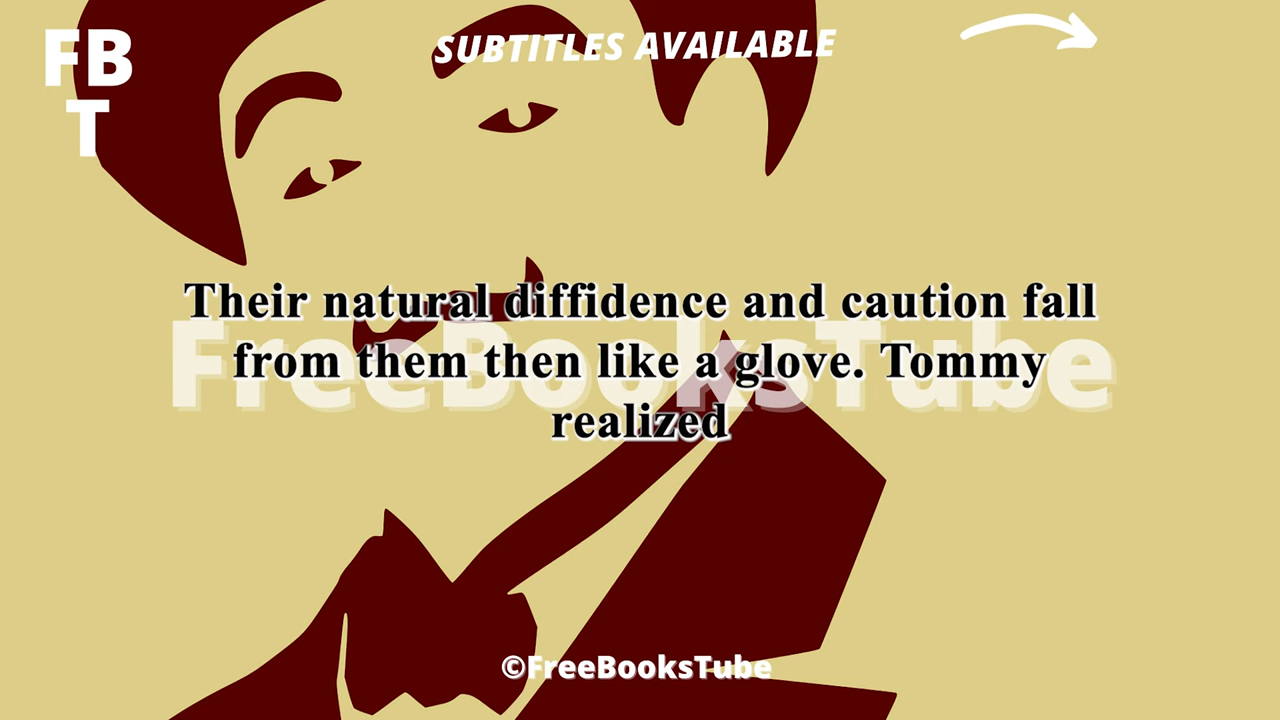 FB
T
SUBTITLES AVAILABLE
Their natural diffidence and caution fall
from them then like a glove. Tommy
realized
FreeBooksTube
©FreeBooksTube